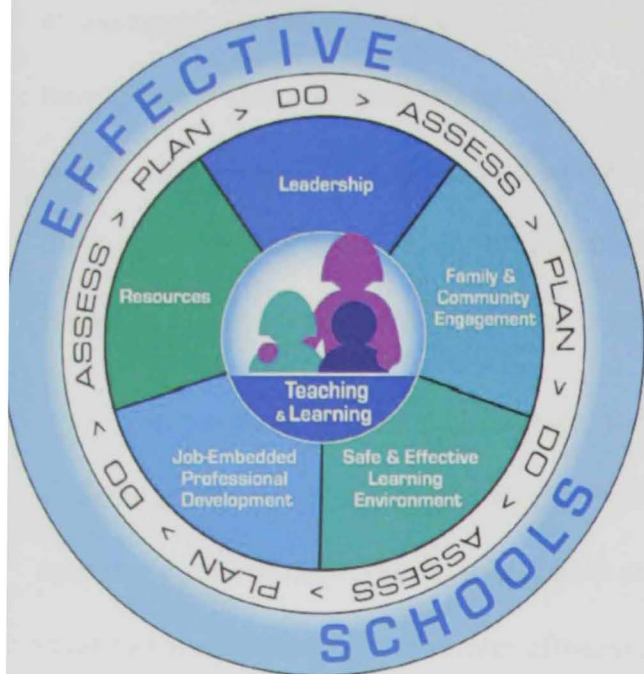 EFFECTIVE
SCHOOLS
ASSESS > PLAN > DO > ASSESS > PLAN > DO > ASSESS > PLAN > DO >
Leadership
Family &
Community
Engagement
Safe & Effective
Learning
Environment
Job-Embedded
Professional
Development
Resources
Teaching
& Learning